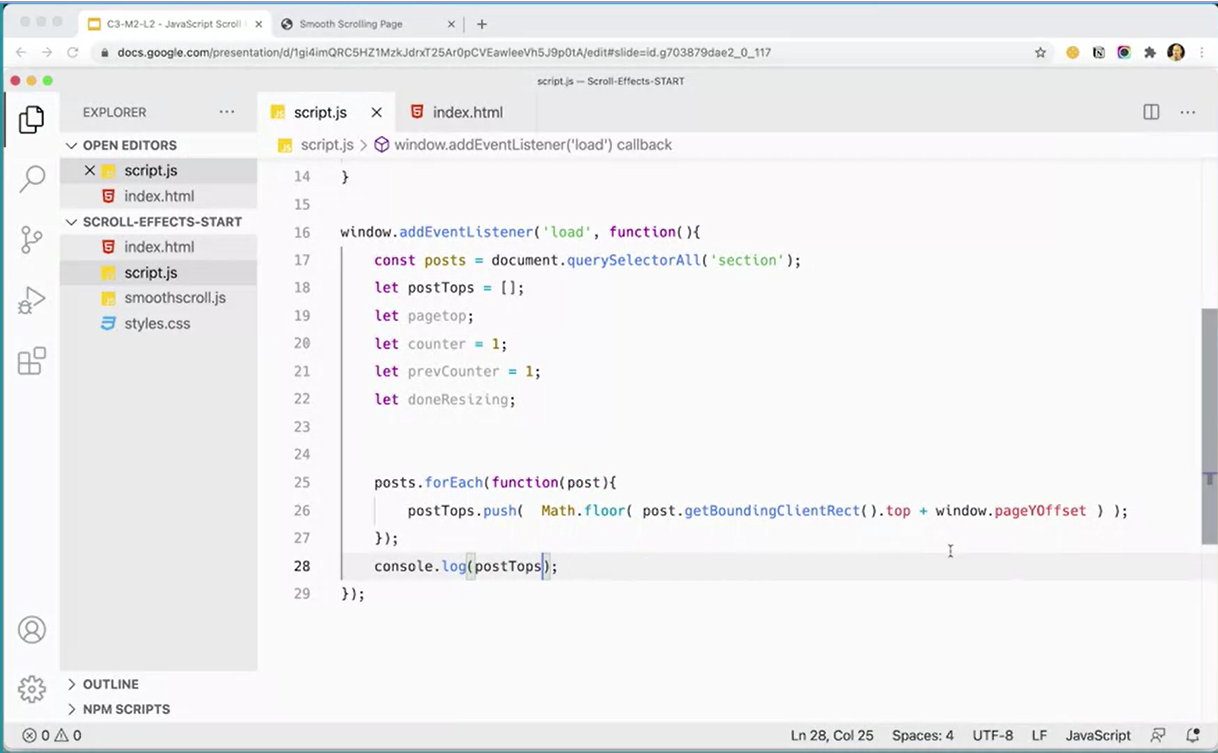 C3-M2-L2 - JavaScript Scroll
Smooth Scrolling Page
docs.google.com/presentation/d/1gi4imQRC5HZ1MzkJdrxT25Ar0pCVEawleeVh5J9p0tA/edit#slide=id.g703879dae2_0_117
script.js — Scroll-Effects-START
EXPLORER
script.js
index.html
OPEN EDITORS
script.js > window.addEventListener('load') callback
script.js
index.html
SCROLL-EFFECTS-START
index.html
script.js
smoothscroll.js
styles.css
OUTLINE
NPM SCRIPTS
14 }
15
16 window.addEventListener('load', function(){
17 const posts = document.querySelectorAll('section');
18 let postTops = [];
19 let pagetop;
20 let counter = 1;
21 let prevCounter = 1;
22 let doneResizing;
23
24
25 posts.forEach(function(post){
26 postTops.push(  Math.floor( post.getBoundingClientRect().top + window.pageYOffset ) );
27 });
28 console.log(postTops);
29 });
0 0
Ln 28, Col 25 Spaces: 4 UTF-8 LF JavaScript